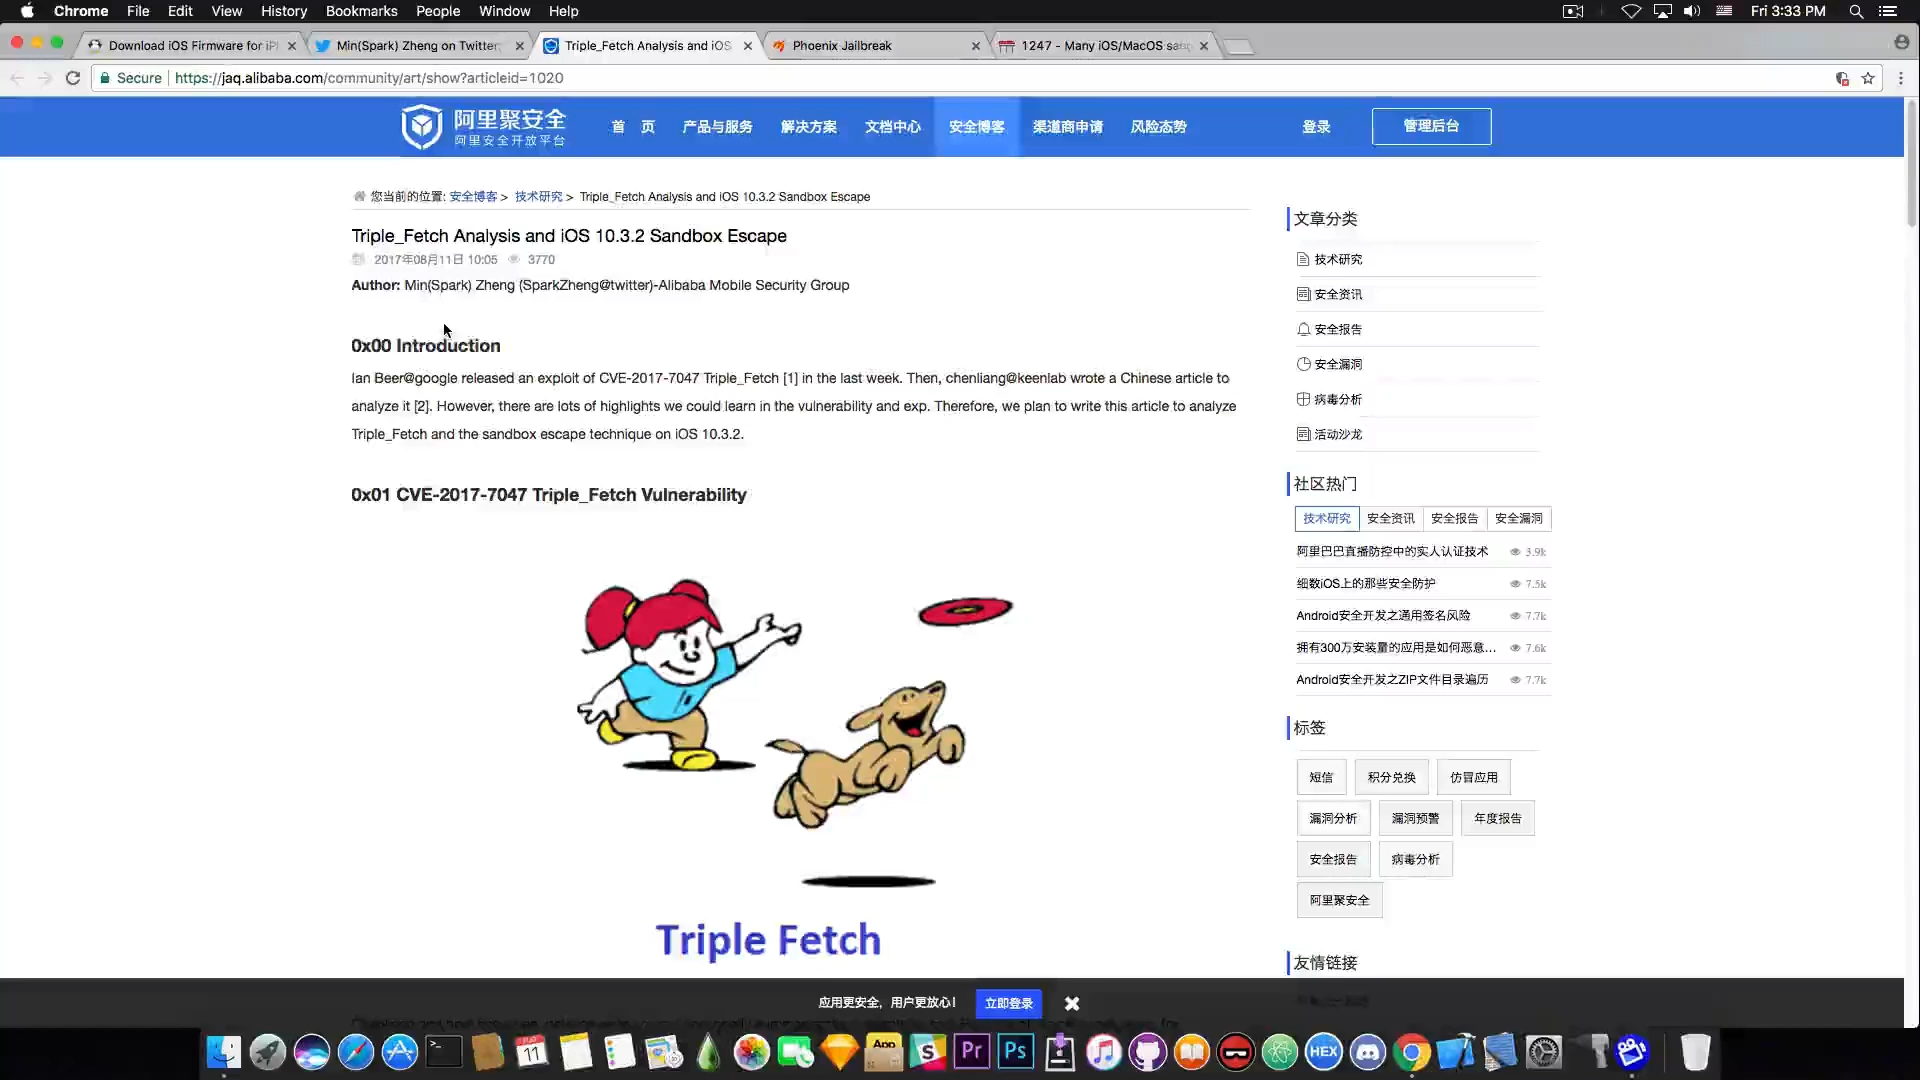 Chrome File Edit View History Bookmarks People Window Help Fri 3:33 PM
Download iOS Firmware for iP Min(Spark) Zheng on Twitter Triple_Fetch Analysis and iOS Phoenix Jailbreak 1247 - Many iOS/MacOS
Secure https://jaq.alibaba.com/community/art/show?articleid=1020
阿里聚安全
阿里安全开放平台
首 页 产品与服务 解决方案 文档中心 安全博客 渠道商申请 风险态势 登录 管理后台
您当前的位置: 安全博客 > 技术研究 > Triple_Fetch Analysis and iOS 10.3.2 Sandbox Escape
Triple_Fetch Analysis and iOS 10.3.2 Sandbox Escape
2017年08月11日 10:05 3770
Author: Min(Spark) Zheng (SparkZheng@twitter)-Alibaba Mobile Security Group
0x00 Introduction
Ian Beer@google released an exploit of CVE-2017-7047 Triple_Fetch [1] in the last week. Then, chenliang@keenlab wrote a Chinese article to
analyze it [2]. However, there are lots of highlights we could learn in the vulnerability and exp. Therefore, we plan to write this article to analyze
Triple_Fetch and the sandbox escape technique on iOS 10.3.2.
0x01 CVE-2017-7047 Triple_Fetch Vulnerability
Triple Fetch
文章分类
技术研究
安全资讯
安全报告
安全漏洞
病毒分析
活动沙龙
社区热门
技术研究 安全资讯 安全报告 安全漏洞
阿里巴巴直播防控中的实人认证技术 3.9k
细数iOS上的那些安全防护 7.5k
Android安全开发之通用签名风险 7.7k
拥有300万安装量的应用是如何恶意... 7.6k
Android安全开发之ZIP文件目录遍历 7.7k
标签
短信 积分兑换 仿冒应用
漏洞分析 漏洞预警 年度报告
安全报告 病毒分析
阿里聚安全
友情链接
应用更安全，用户更放心! 立即登录
11 App S Pr Ps HEX